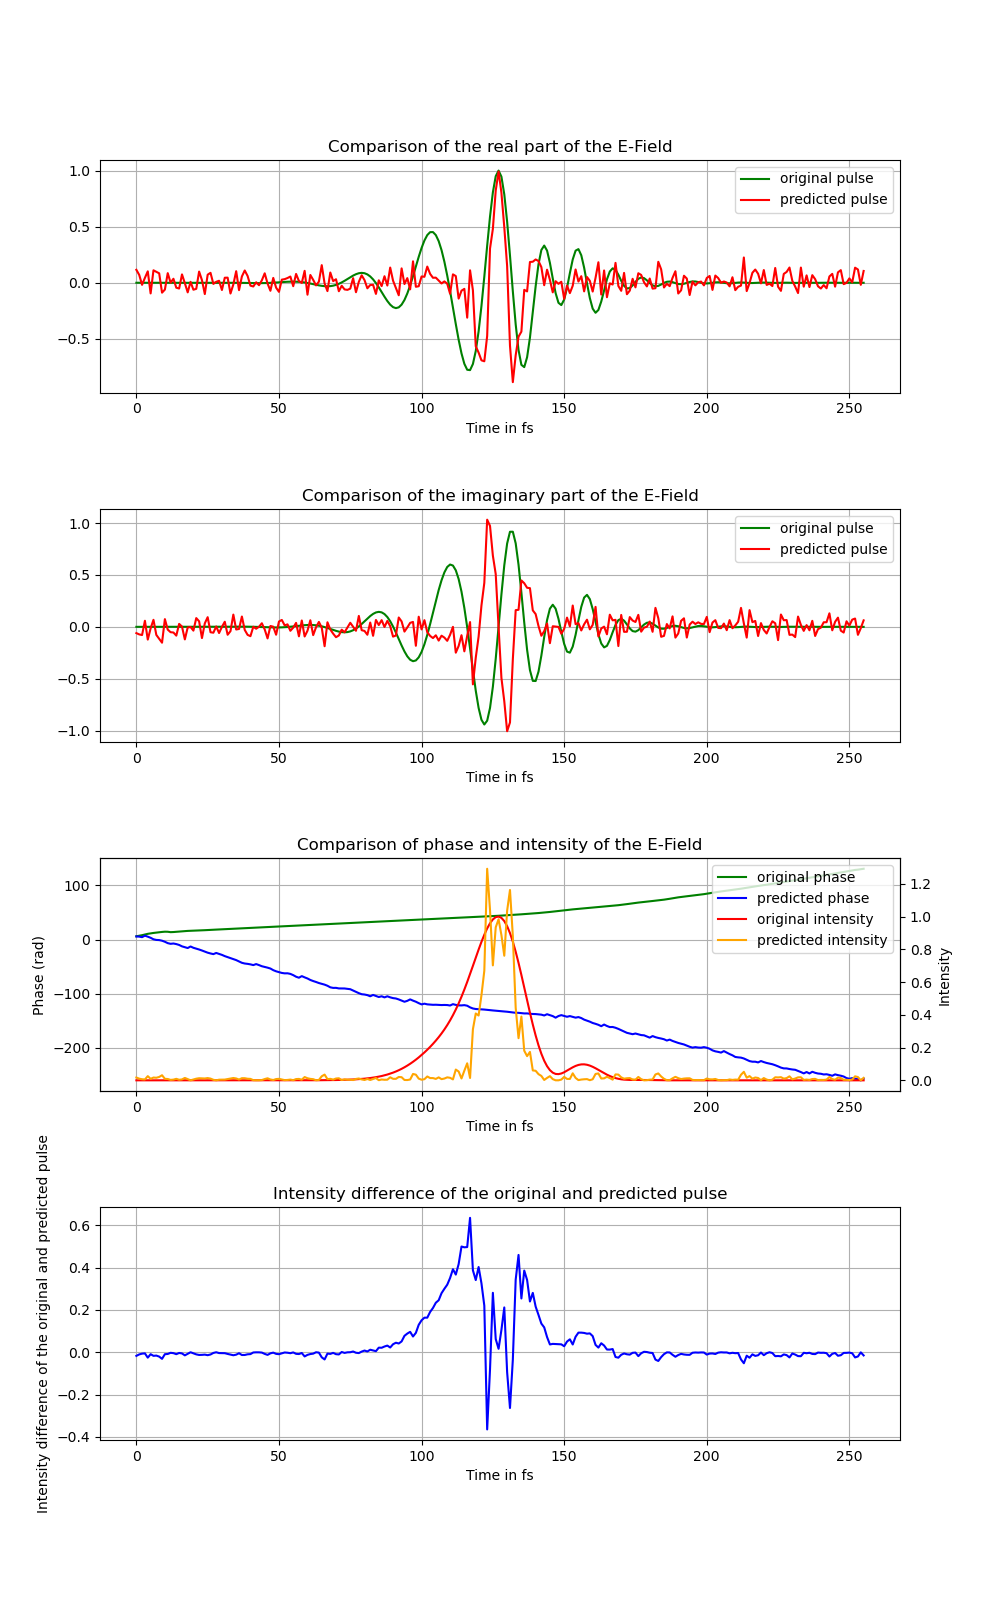 Comparison of the real part of the E-Field
1.0
0.5
0.0
−0.5
original pulse
predicted pulse
0 50 100 150 200 250
Time in fs
Comparison of the imaginary part of the E-Field
1.0
0.5
0.0
−0.5
−1.0
original pulse
predicted pulse
0 50 100 150 200 250
Time in fs
Comparison of phase and intensity of the E-Field
Phase (rad)
100
0
−100
−200
original phase
predicted phase
original intensity
predicted intensity
1.2
1.0
0.8
0.6
0.4
0.2
0.0
Intensity
0 50 100 150 200 250
Time in fs
Intensity difference of the original and predicted pulse
Intensity difference of the original and predicted pulse
0.6
0.4
0.2
0.0
−0.2
−0.4
0 50 100 150 200 250
Time in fs